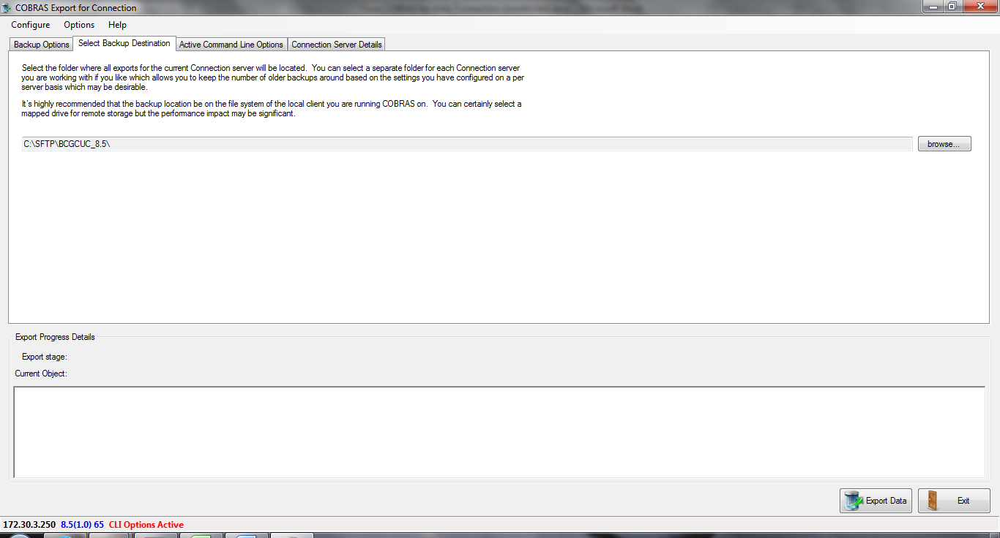 COBRAS Export for Connection
Configure Options Help
Backup Options Select Backup Destination Active Command Line Options Connection Server Details
Select the folder where all exports for the current Connection server will be located. You can select a separate folder for each Connection server
you are working with if you like which allows you to keep the number of older backups around based on the settings you have configured on a per
server basis which may be desirable.
It's highly recommended that the backup location be on the file system of the local client you are running COBRAS on. You can certainly select a
mapped drive for remote storage but the performance impact may be significant.
C:\SFTP\BCGCUC_8.5\ browse...
Export Progress Details
Export stage:
Current Object:
Export Data Exit
172.30.3.250 8.5(1.0) 65 CLI Options Active